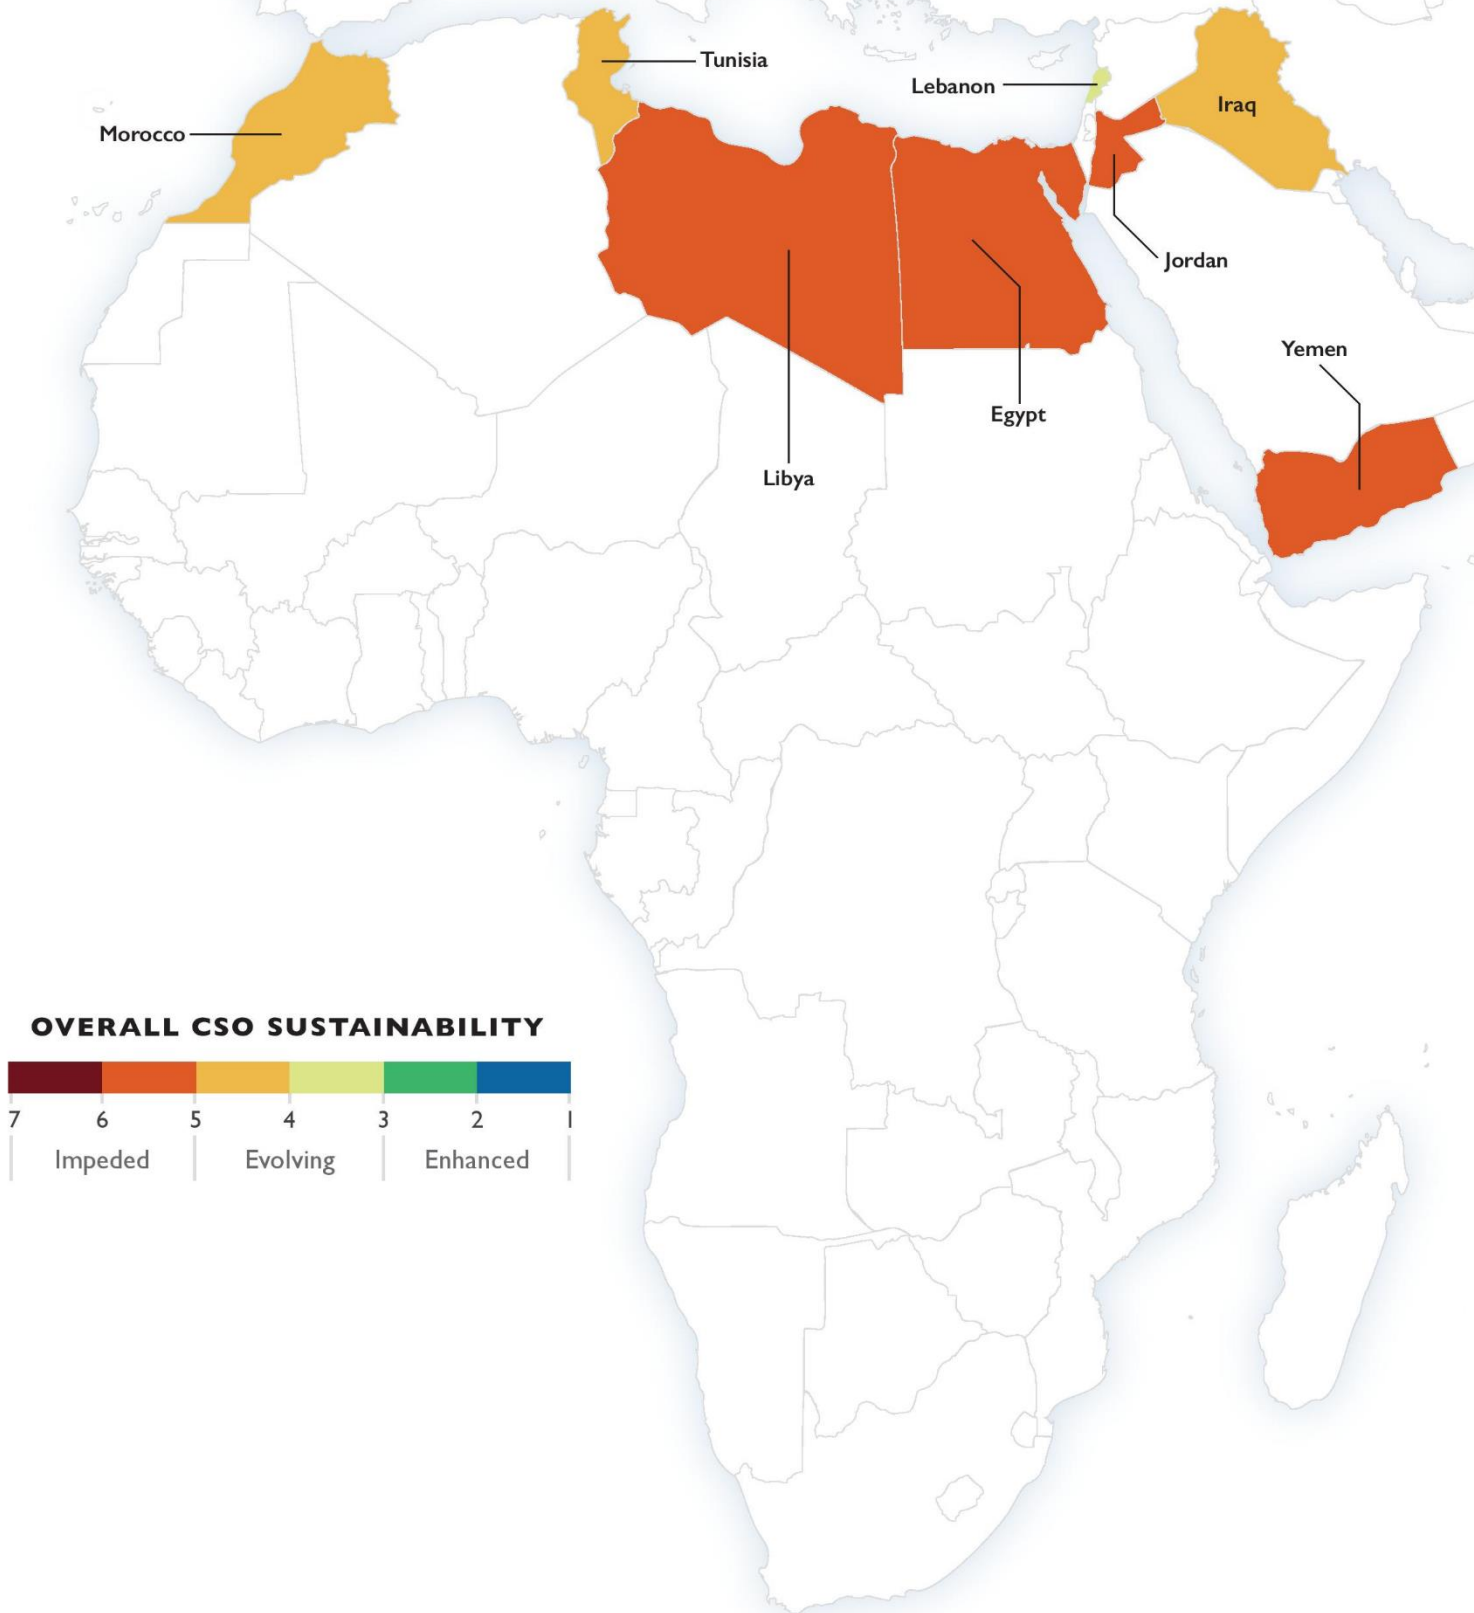 Tunisia
Lebanon
Iraq
Morocco
Jordan
Yemen
Egypt
Libya
OVERALL CSO SUSTAINABILITY
7 6 5 4 3 2 1
Impeded Evolving Enhanced